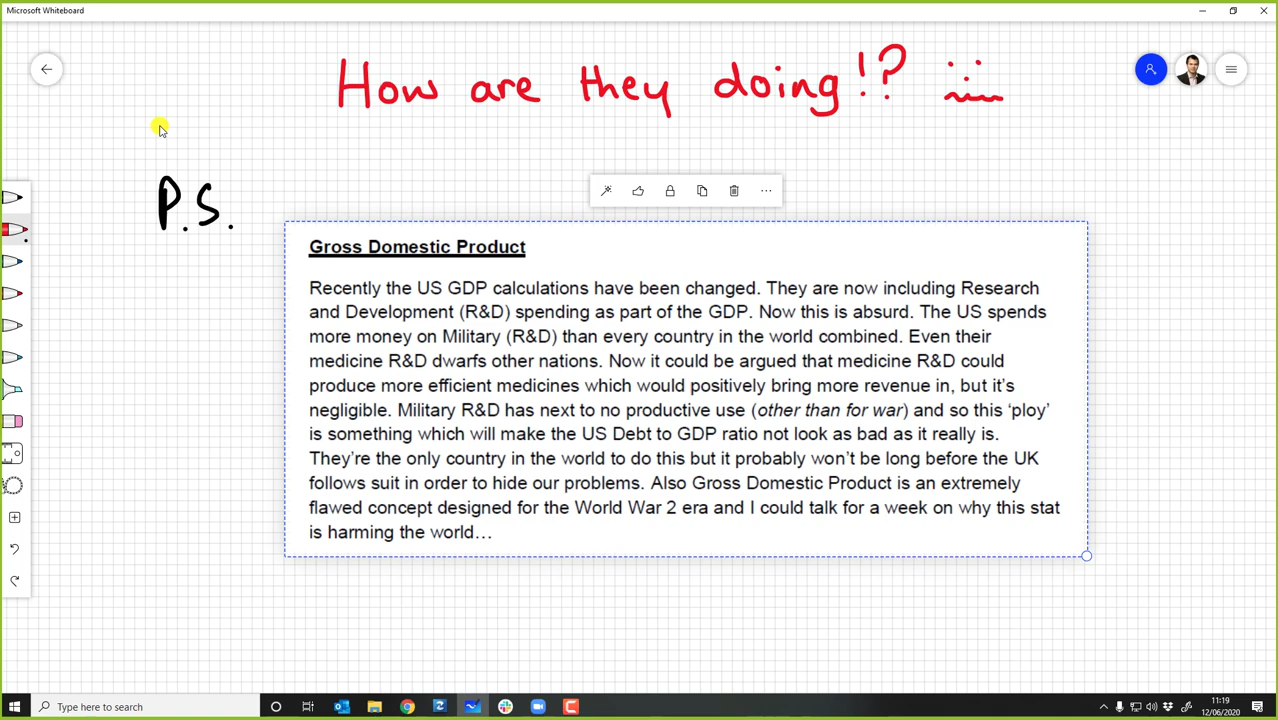 Microsoft Whiteboard
How are they doing!?
P.S.
Gross Domestic Product
Recently the US GDP calculations have been changed. They are now including Research
and Development (R&D) spending as part of the GDP. Now this is absurd. The US spends
more money on Military (R&D) than every country in the world combined. Even their
medicine R&D dwarfs other nations. Now it could be argued that medicine R&D could
produce more efficient medicines which would positively bring more revenue in, but it's
negligible. Military R&D has next to no productive use (other than for war) and so this ‘ploy’
is something which will make the US Debt to GDP ratio not look as bad as it really is.
They're the only country in the world to do this but it probably won't be long before the UK
follows suit in order to hide our problems. Also Gross Domestic Product is an extremely
flawed concept designed for the World War 2 era and I could talk for a week on why this stat
is harming the world…
Type here to search
11:19
12/06/2020